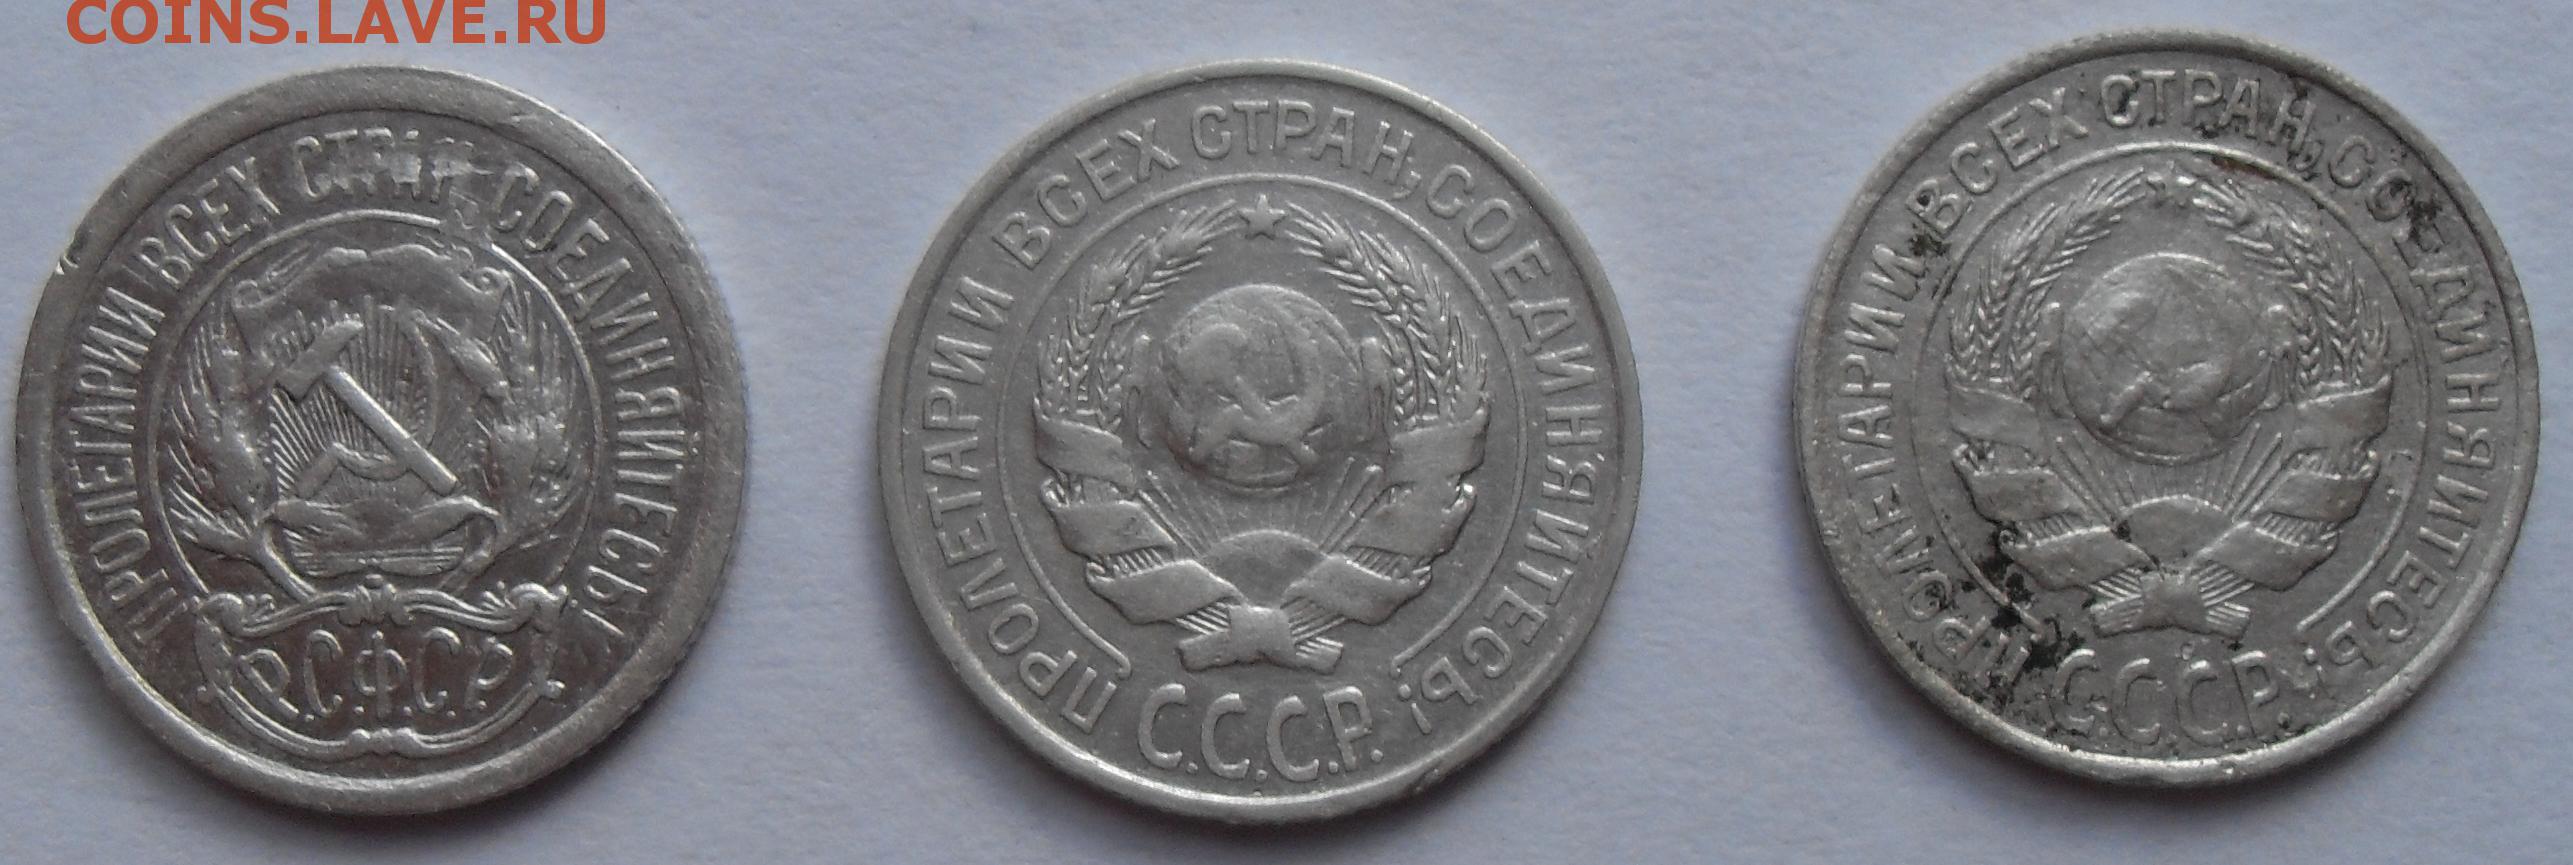 COINS.LAVE.RU
ПРОЛЕТАРИИ ВСЕХ СТРАН, СОЕДИНЯЙТЕСЬ!
Р.С.Ф.С.Р.
ПРОЛЕТАРИИ ВСЕХ СТРАН, СОЕДИНЯЙТЕСЬ!
С.С.С.Р.
ПРОЛЕТАРИИ ВСЕХ СТРАН, СОЕДИНЯЙТЕСЬ!
С.С.С.Р.